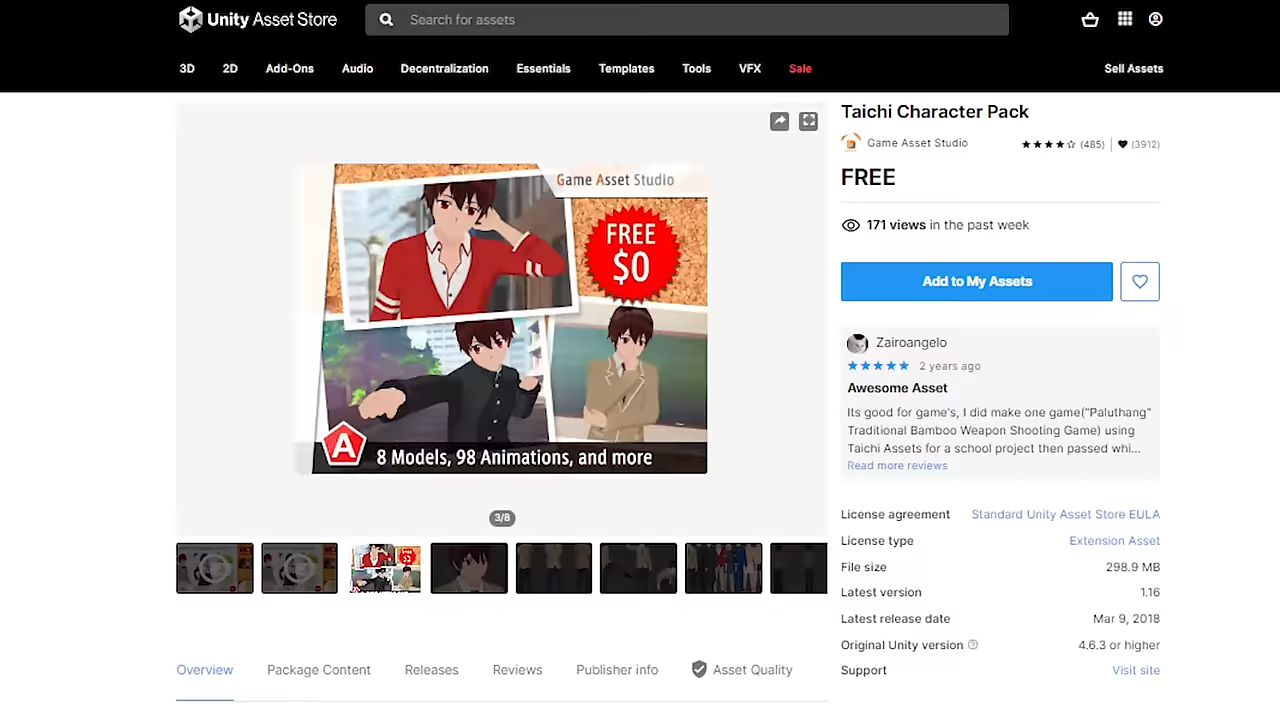 Unity Asset Store
Search for assets
3D 2D Add-Ons Audio Decentralization Essentials Templates Tools VFX Sale Sell Assets
Game Asset Studio
FREE
$0
A
8 Models, 98 Animations, and more
3/8
Taichi Character Pack
Game Asset Studio (485) (3912)
FREE
171 views in the past week
Add to My Assets
Zairoangelo
2 years ago
Awesome Asset
Its good for game's, I did make one game("Paluthang"
Traditional Bamboo Weapon Shooting Game) using
Taichi Assets for a school project then passed whi...
Read more reviews
License agreement Standard Unity Asset Store EULA
License type Extension Asset
File size 298.9 MB
Latest version 1.16
Latest release date Mar 9, 2018
Original Unity version 4.6.3 or higher
Support Visit site
Overview Package Content Releases Reviews Publisher info Asset Quality